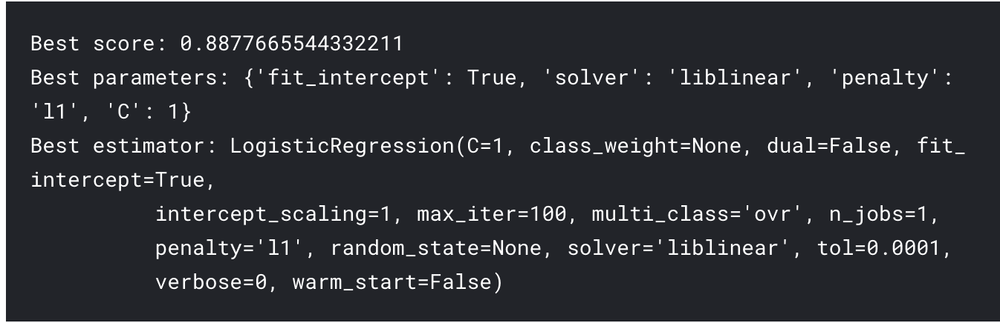 Best score: 0.8877665544332211
Best parameters: {'fit_intercept': True, 'solver': 'liblinear', 'penalty':
'l1', 'C': 1}
Best estimator: LogisticRegression(C=1, class_weight=None, dual=False, fit_
intercept=True,
          intercept_scaling=1, max_iter=100, multi_class='ovr', n_jobs=1,
          penalty='l1', random_state=None, solver='liblinear', tol=0.0001,
          verbose=0, warm_start=False)